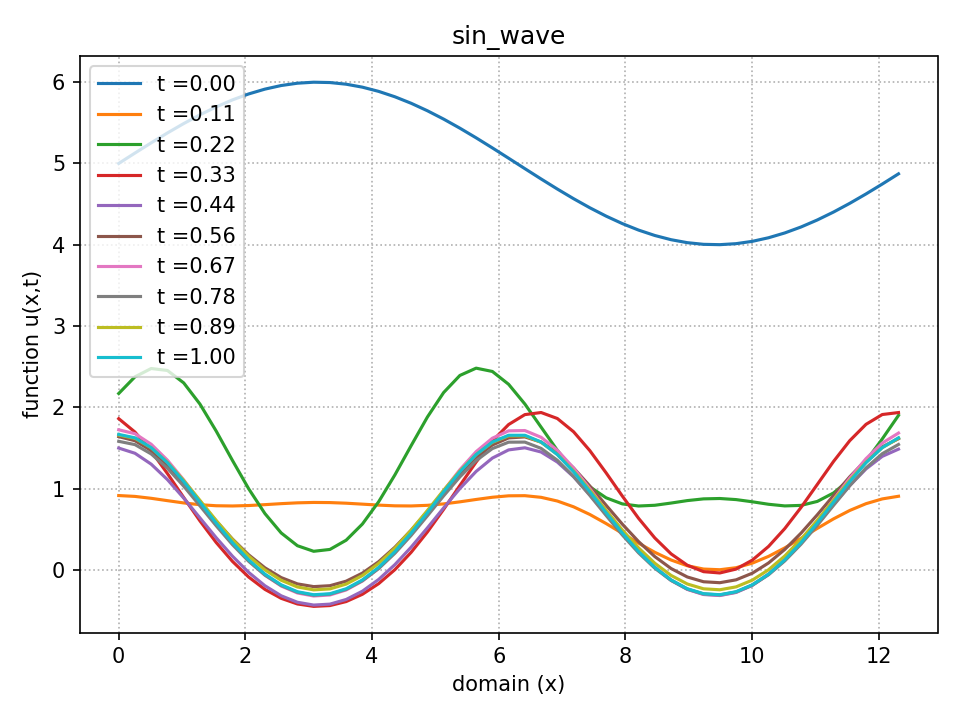 sin_wave
6
5
4
3
2
1
0
function u(x,t)
t =0.00
t =0.11
t =0.22
t =0.33
t =0.44
t =0.56
t =0.67
t =0.78
t =0.89
t =1.00
0 2 4 6 8 10 12
domain (x)